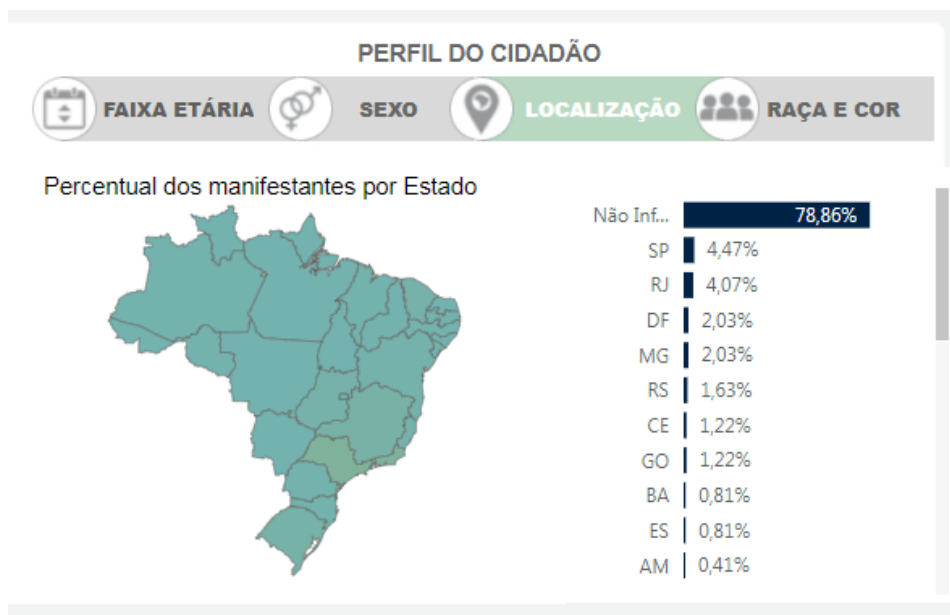 PERFIL DO CIDADÃO
FAIXA ETÁRIA SEXO LOCALIZAÇÃO RAÇA E COR
Percentual dos manifestantes por Estado
Não Inf... 78,86%
SP 4,47%
RJ 4,07%
DF 2,03%
MG 2,03%
RS 1,63%
CE 1,22%
GO 1,22%
BA 0,81%
ES 0,81%
AM 0,41%